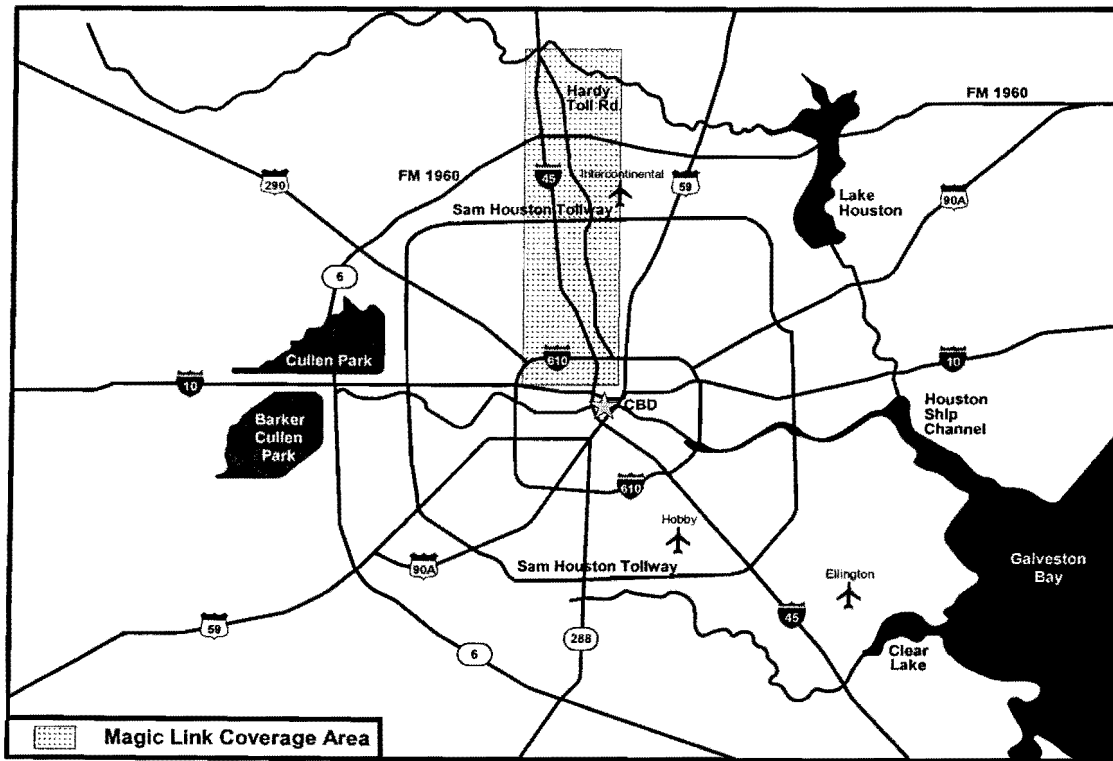 Hardy
Toll Rd.
FM 1960
FM 1960
290
45
Intercontinental
59
Lake
Houston
90A
Sam Houston Tollway
6
Cullen Park
610
10
10
CBD
Barker
Cullen
Park
Houston
Ship
Channel
610
Hobby
90A
Sam Houston Tollway
Ellington
Galveston
Bay
59
288
45
6
Clear
Lake
Magic Link Coverage Area